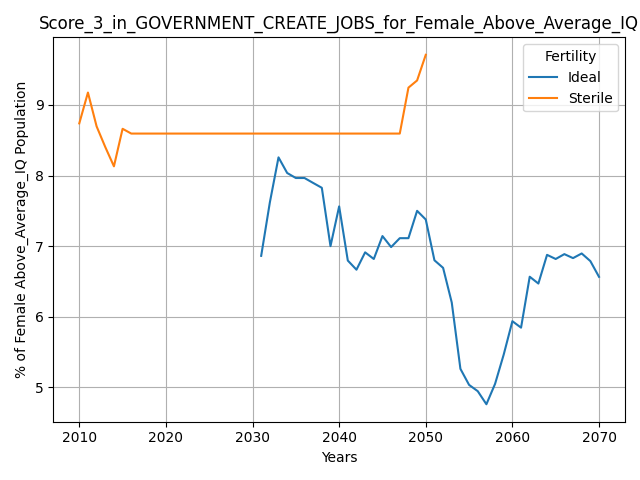 Score_3_in_GOVERNMENT_CREATE_JOBS_for_Female_Above_Average_IQ
Fertility
Ideal
Sterile
% of Female Above_Average_IQ Population
9
8
7
6
5
2010 2020 2030 2040 2050 2060 2070
Years